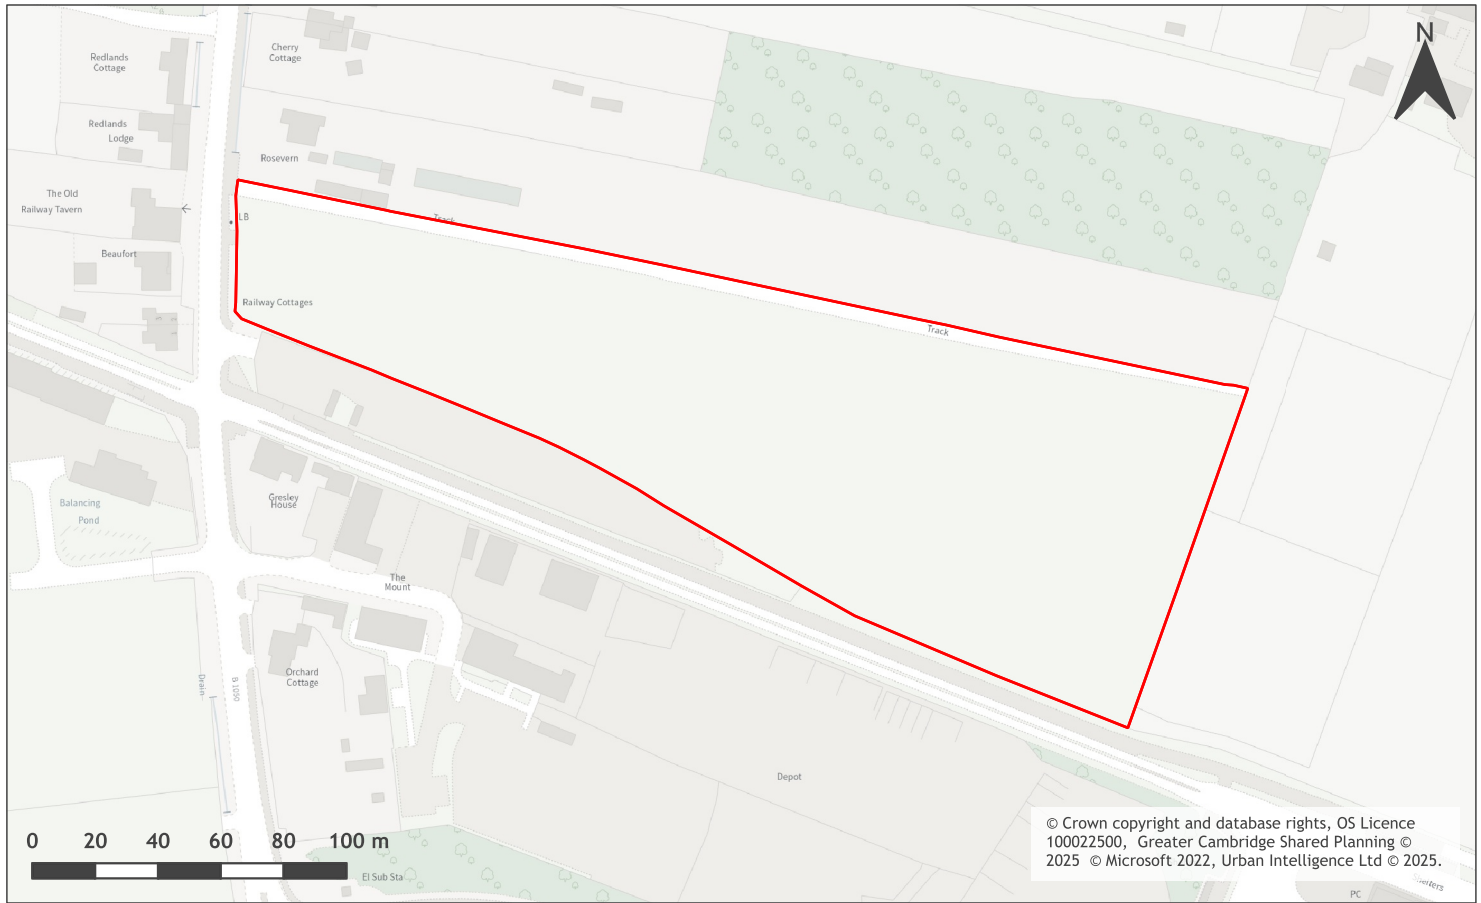 N
Cherry
Cottage
Redlands
Cottage
Redlands
Lodge
Rosevern
The Old
Railway Tavern
LB
Track
Beaufort
Railway Cottages
Track
Gresley
House
Balancing
Pond
The
Mount
Orchard
Cottage
Drain
B 1050
Depot
0 20 40 60 80 100 m
El Sub Sta
© Crown copyright and database rights, OS Licence
100022500, Greater Cambridge Shared Planning ©
2025 © Microsoft 2022, Urban Intelligence Ltd © 2025.
Shelters
PC